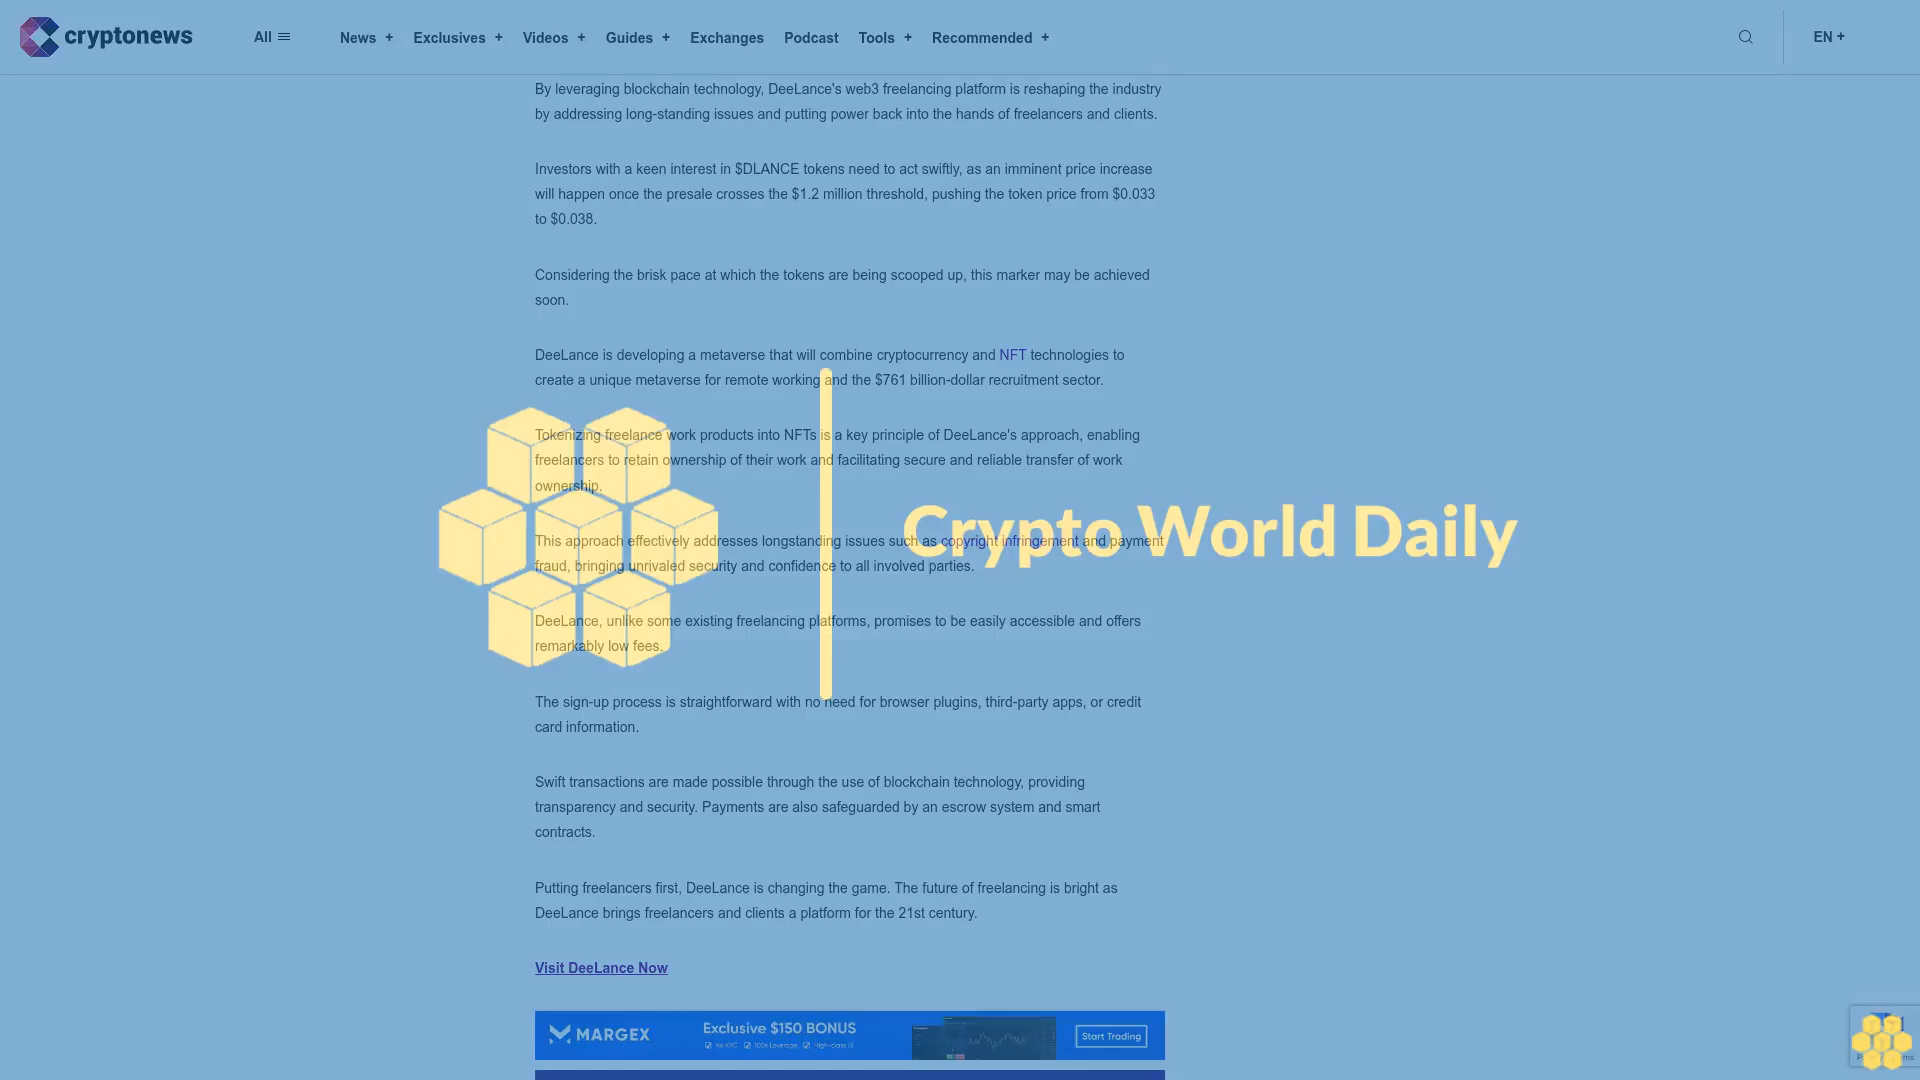 cryptonews
All
News + Exclusives + Videos + Guides + Exchanges Podcast Tools + Recommended +
EN +
By leveraging blockchain technology, DeeLance's web3 freelancing platform is reshaping the industry
by addressing long-standing issues and putting power back into the hands of freelancers and clients.
Investors with a keen interest in $DLANCE tokens need to act swiftly, as an imminent price increase
will happen once the presale crosses the $1.2 million threshold, pushing the token price from $0.033
to $0.038.
Considering the brisk pace at which the tokens are being scooped up, this marker may be achieved
soon.
DeeLance is developing a metaverse that will combine cryptocurrency and NFT technologies to
create a unique metaverse for remote working and the $761 billion-dollar recruitment sector.
Tokenizing freelance work products into NFTs is a key principle of DeeLance's approach, enabling
freelancers to retain ownership of their work and facilitating secure and reliable transfer of work
ownership.
This approach effectively addresses longstanding issues such as copyright infringement and payment
fraud, bringing unrivaled security and confidence to all involved parties.
Crypto World Daily
DeeLance, unlike some existing freelancing platforms, promises to be easily accessible and offers
remarkably low fees.
The sign-up process is straightforward with no need for browser plugins, third-party apps, or credit
card information.
Swift transactions are made possible through the use of blockchain technology, providing
transparency and security. Payments are also safeguarded by an escrow system and smart
contracts.
Putting freelancers first, DeeLance is changing the game. The future of freelancing is bright as
DeeLance brings freelancers and clients a platform for the 21st century.
Visit DeeLance Now
MARGEX
Exclusive $150 BONUS
No KYC 100x Leverage High-class UI
Start Trading